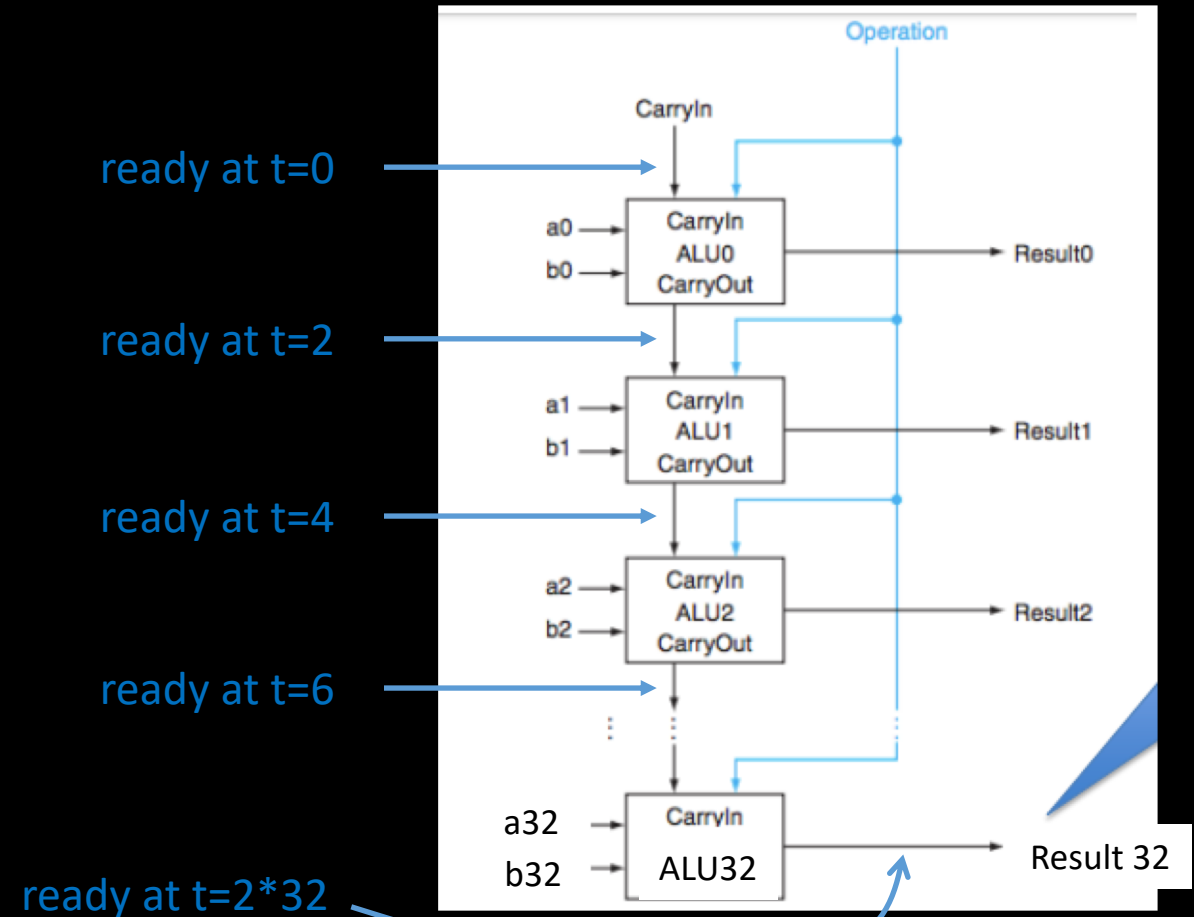 Operation
CarryIn
ready at t=0
a0
CarryIn
ALU0
Result0
b0
CarryOut
ready at t=2
a1
CarryIn
ALU1
Result1
b1
CarryOut
ready at t=4
a2
CarryIn
ALU2
Result2
b2
CarryOut
ready at t=6
a32
CarryIn
Result 32
b32
ALU32
ready at t=2*32